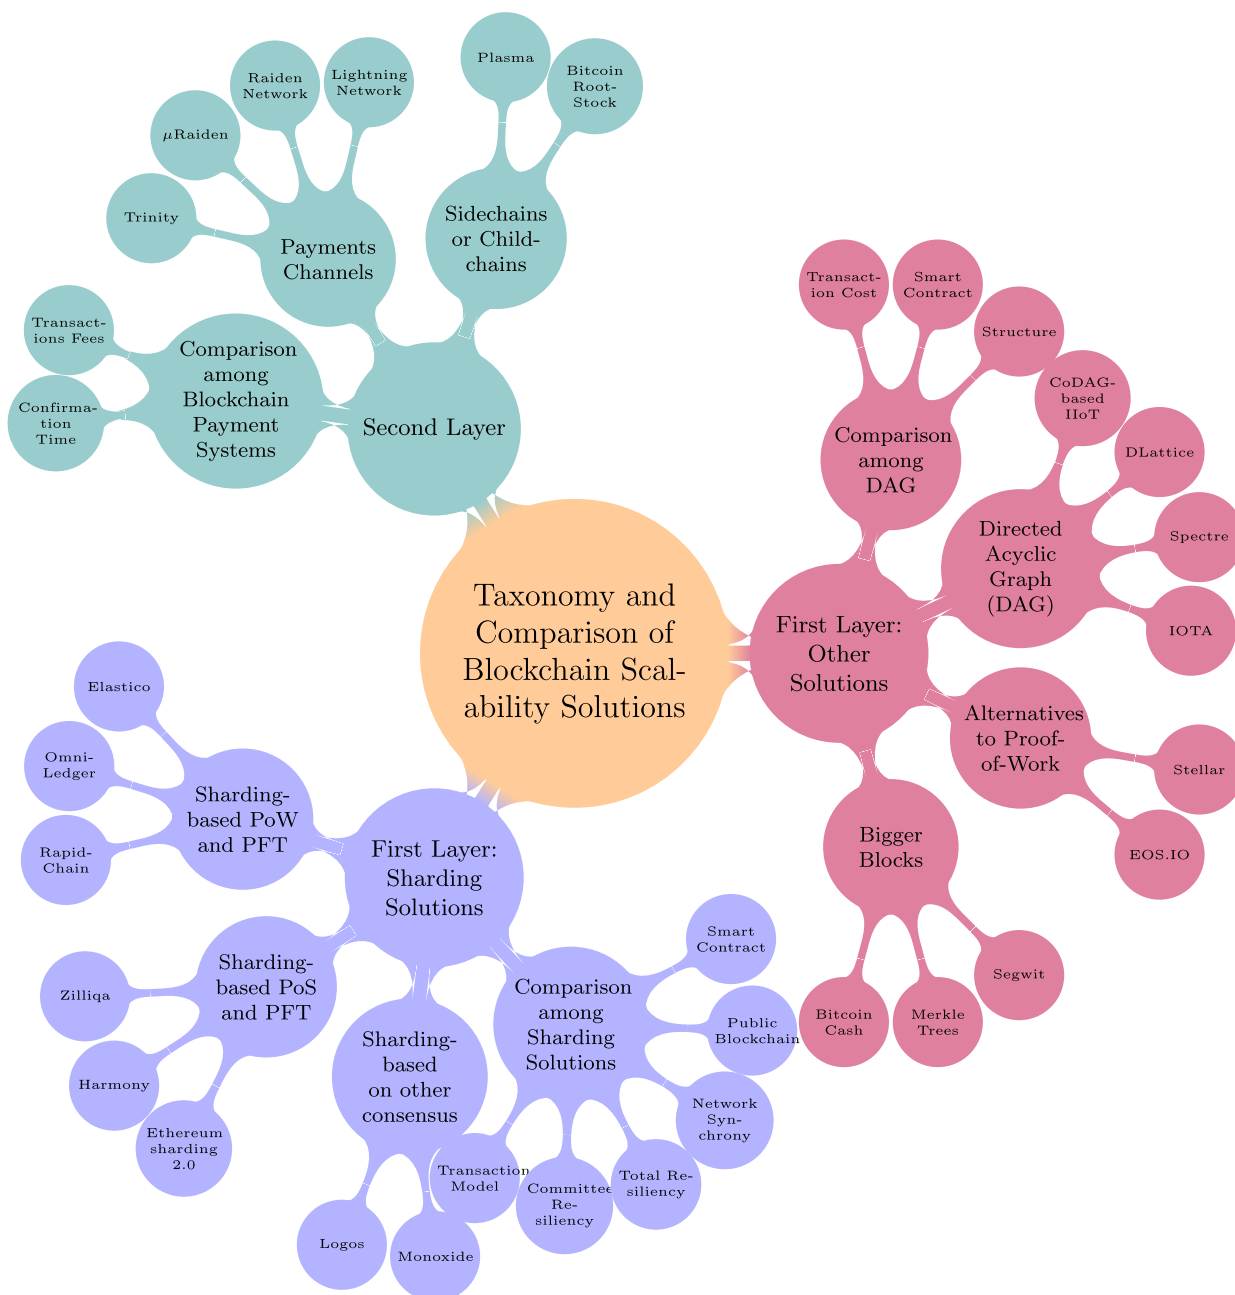 Taxonomy and
Comparison of
Blockchain Scal-
ability Solutions
Second Layer
Sidechains
or Child-
chains
Plasma
Bitcoin
Root-
Stock
Payments
Channels
Lightning
Network
Raiden
Network
μRaiden
Trinity
Comparison
among
Blockchain
Payment
Systems
Transact-
ions Fees
Confirma-
tion
Time
First Layer:
Other
Solutions
Comparison
among
DAG
Transact-
ion Cost
Smart
Contract
Structure
Directed
Acyclic
Graph
(DAG)
CoDAG-
based
IIoT
DLattice
Spectre
IOTA
Alternatives
to Proof-
of-Work
Stellar
EOS.IO
Bigger
Blocks
Segwit
Merkle
Trees
Bitcoin
Cash
First Layer:
Sharding
Solutions
Sharding-
based PoW
and PFT
Elastico
Omni-
Ledger
Rapid-
Chain
Sharding-
based PoS
and PFT
Zilliqa
Harmony
Ethereum
sharding
2.0
Sharding-
based
on other
consensus
Logos
Monoxide
Comparison
among
Sharding
Solutions
Transaction
Model
Committee
Re-
siliency
Total Re-
siliency
Network
Syn-
chrony
Public
Blockchain
Smart
Contract